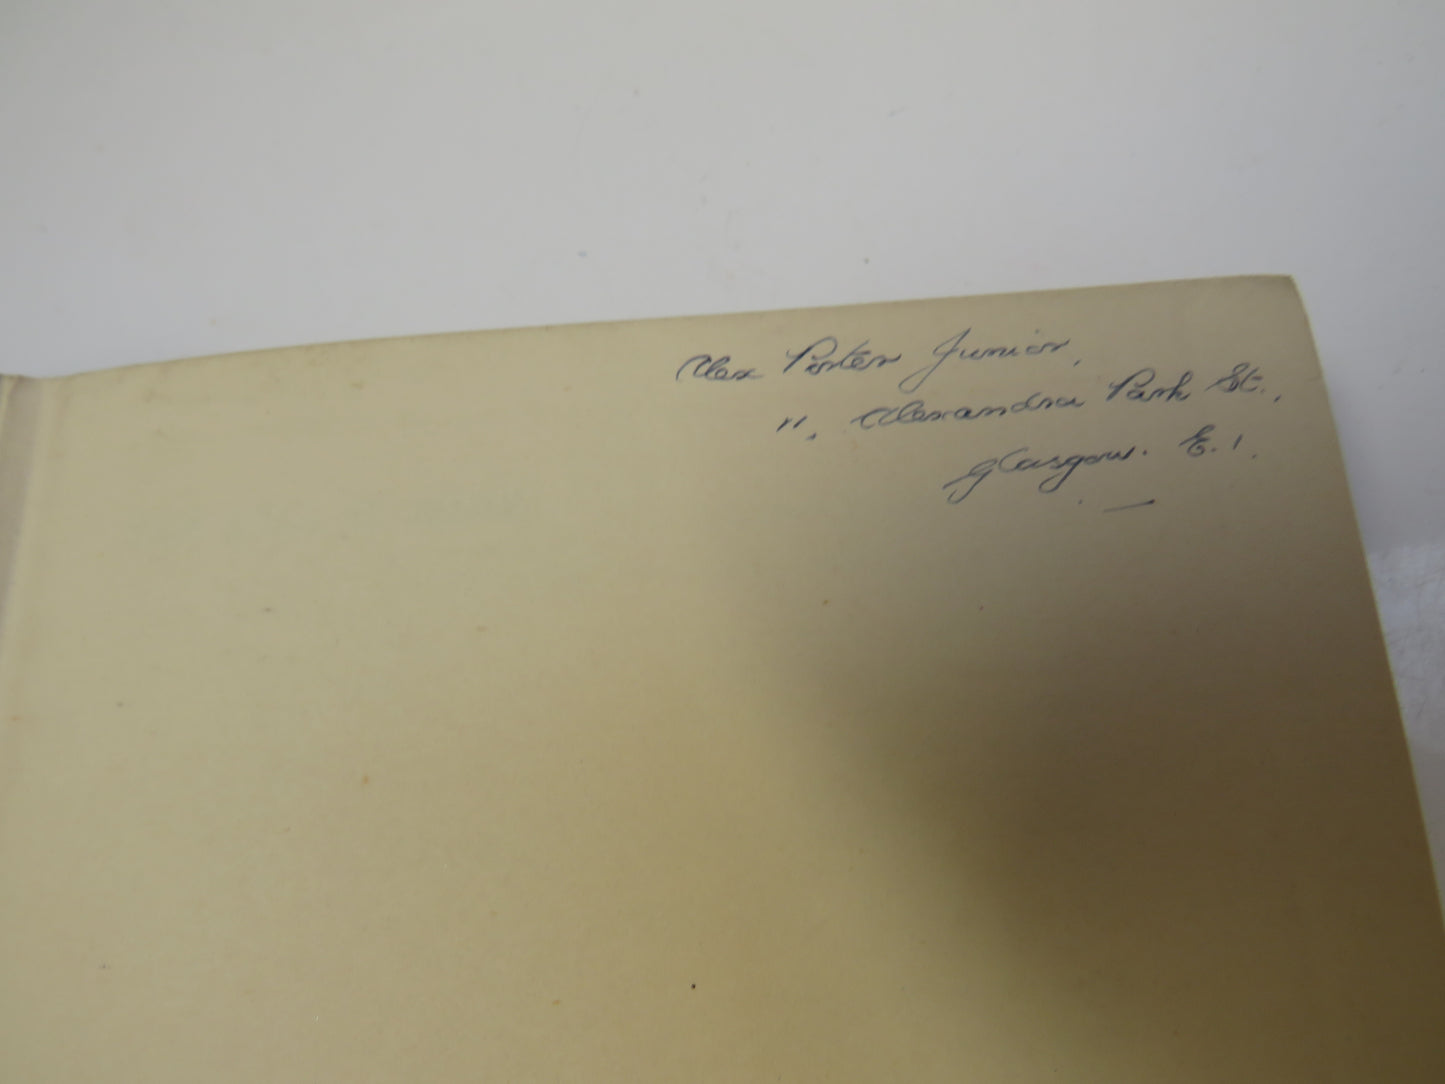 Alex Porter Junior,
11, Alexandra Park St.,
Glasgow. E.1.